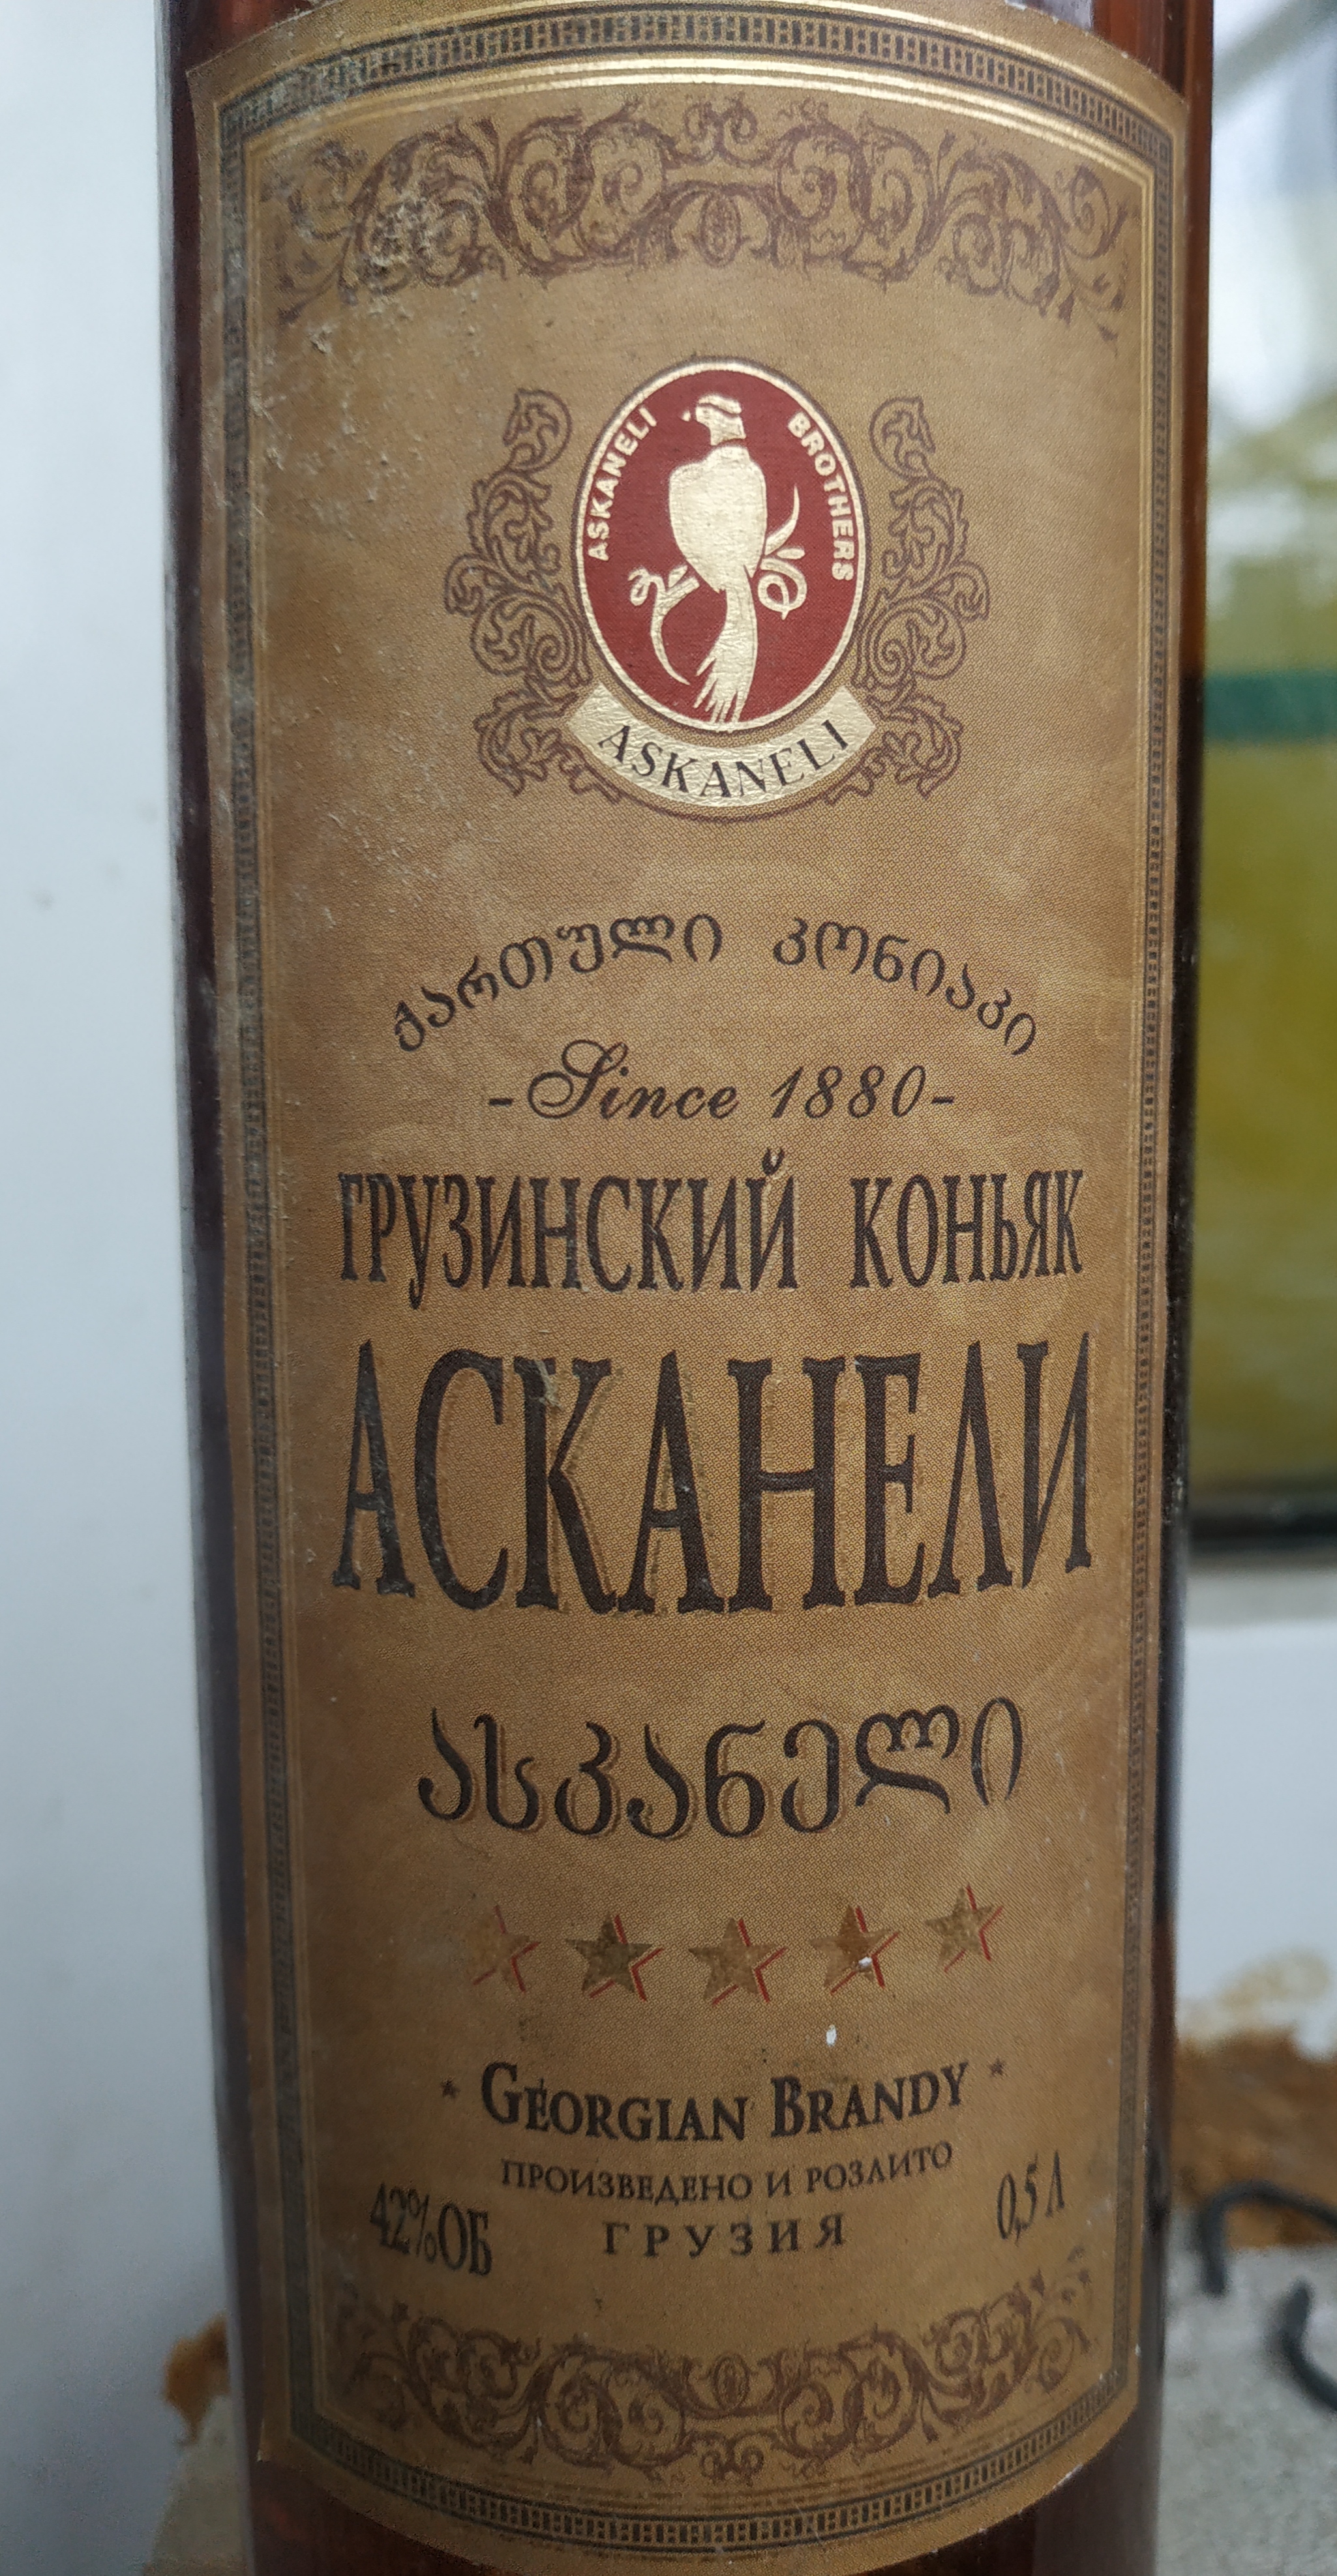 ASKANELI BROTHERS
ASKANELI
ქართული კონიაკი
-Since 1880-
ГРУЗИНСКИЙ КОНЬЯК
АСКАНЕЛИ
ასკანელი
GEORGIAN BRANDY
ПРОИЗВЕДЕНО И РОЗЛИТО
42%ОБ ГРУЗИЯ 0,5 Л